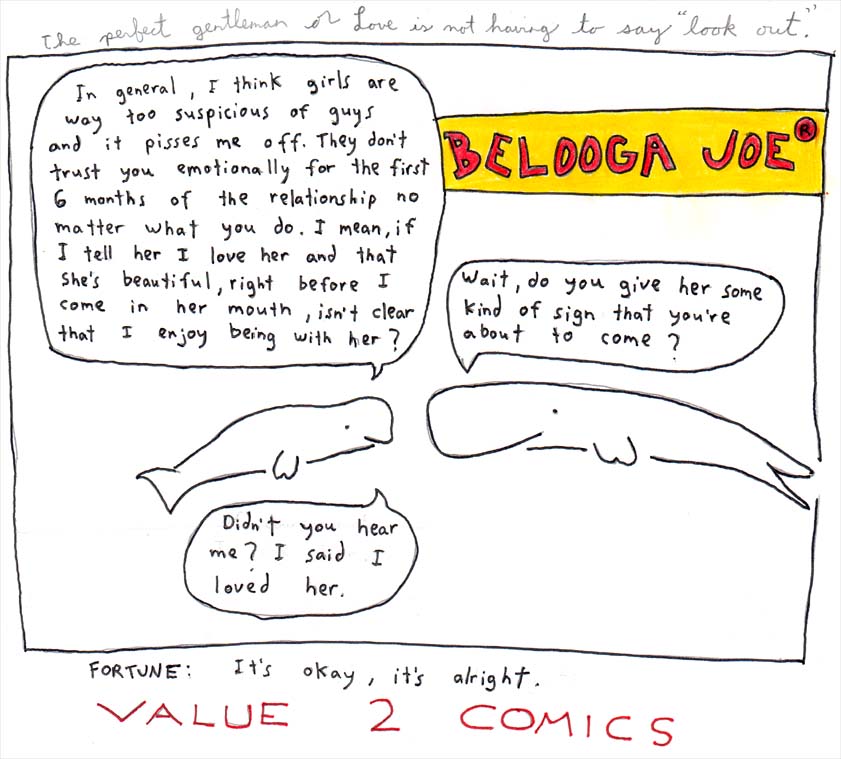 The perfect gentleman or Love is not having to say "look out."
In general, I think girls are
way too suspicious of guys
and it pisses me off. They don't
trust you emotionally for the first
6 months of the relationship no
matter what you do. I mean, if
I tell her I love her and that
she's beautiful, right before I
come in her mouth, isn't clear
that I enjoy being with her?
BELOOGA JOE®
Wait, do you give her some
kind of sign that you're
about to come?
Didn't you hear
me? I said I
loved her.
FORTUNE: It's okay, it's alright.
VALUE 2 COMICS